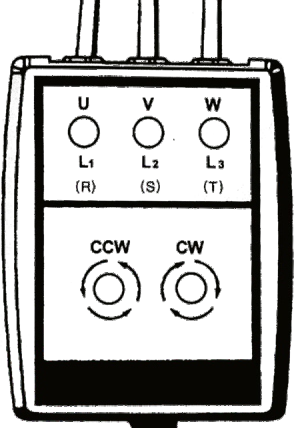 U V W
L1 L2 L3
(R) (S) (T)
CCW CW